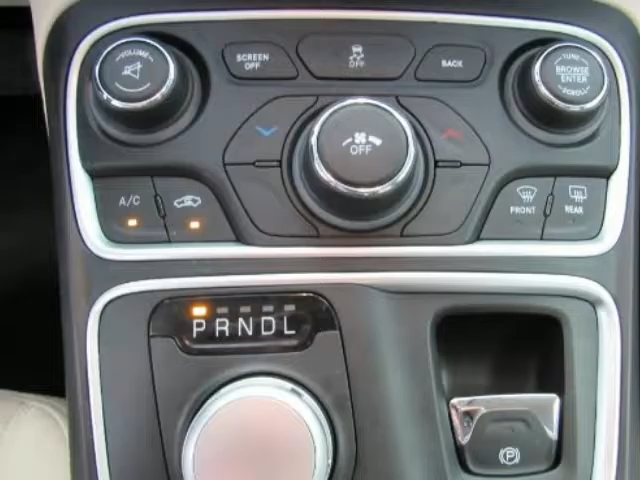 VOLUME
SCREEN
OFF
OFF
BACK
TUNE
BROWSE
ENTER
SCROLL
OFF
A/C
FRONT
REAR
PRNDL
P